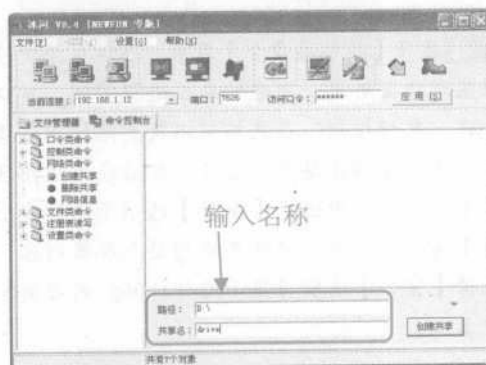 冰河 V8.4 [NEWFUN 专版]
文件[F] 设置[S] 帮助[H]
当前连接：192.168.1.12 端口：7626 访问口令：****** 应用[S]
文件管理器 命令控制台
口令类命令
控制类命令
网络类命令
创建共享
删除共享
网络信息
文件类命令
注册表读写
设置类命令
输入名称
路径：D:\
共享名：drive
创建共享
共有7个对象